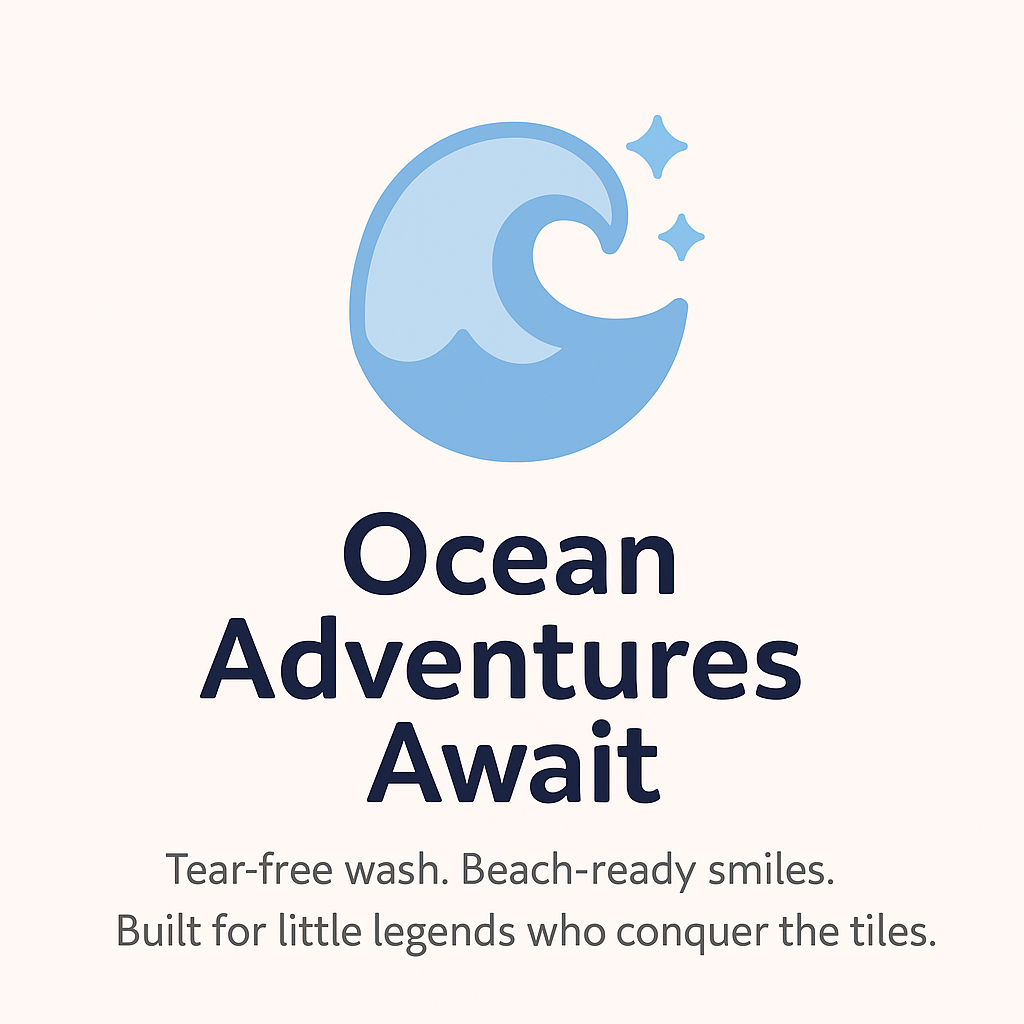 Ocean
Adventures
Await
Tear-free wash. Beach-ready smiles.
Built for little legends who conquer the tiles.